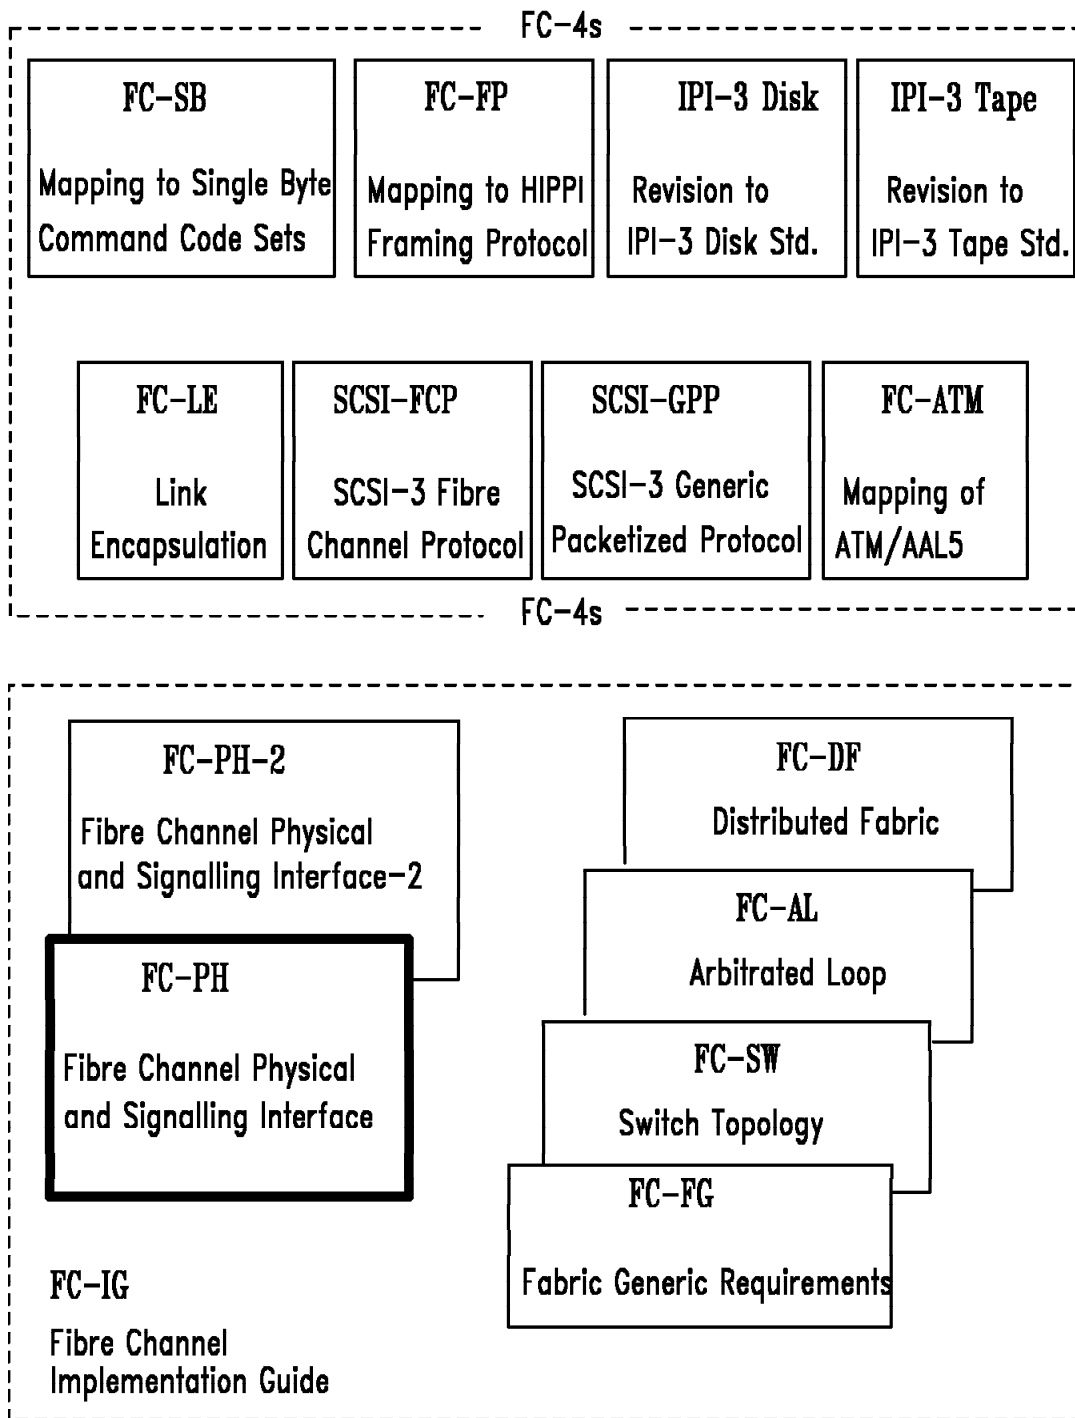 FC-4s
FC-SB
Mapping to Single Byte
Command Code Sets
FC-FP
Mapping to HIPPI
Framing Protocol
IPI-3 Disk
Revision to
IPI-3 Disk Std.
IPI-3 Tape
Revision to
IPI-3 Tape Std.
FC-LE
Link
Encapsulation
SCSI-FCP
SCSI-3 Fibre
Channel Protocol
SCSI-GPP
SCSI-3 Generic
Packetized Protocol
FC-ATM
Mapping of
ATM/AAL5
FC-4s
FC-PH-2
Fibre Channel Physical
and Signalling Interface-2
FC-PH
Fibre Channel Physical
and Signalling Interface
FC-DF
Distributed Fabric
FC-AL
Arbitrated Loop
FC-SW
Switch Topology
FC-FG
Fabric Generic Requirements
FC-IG
Fibre Channel
Implementation Guide